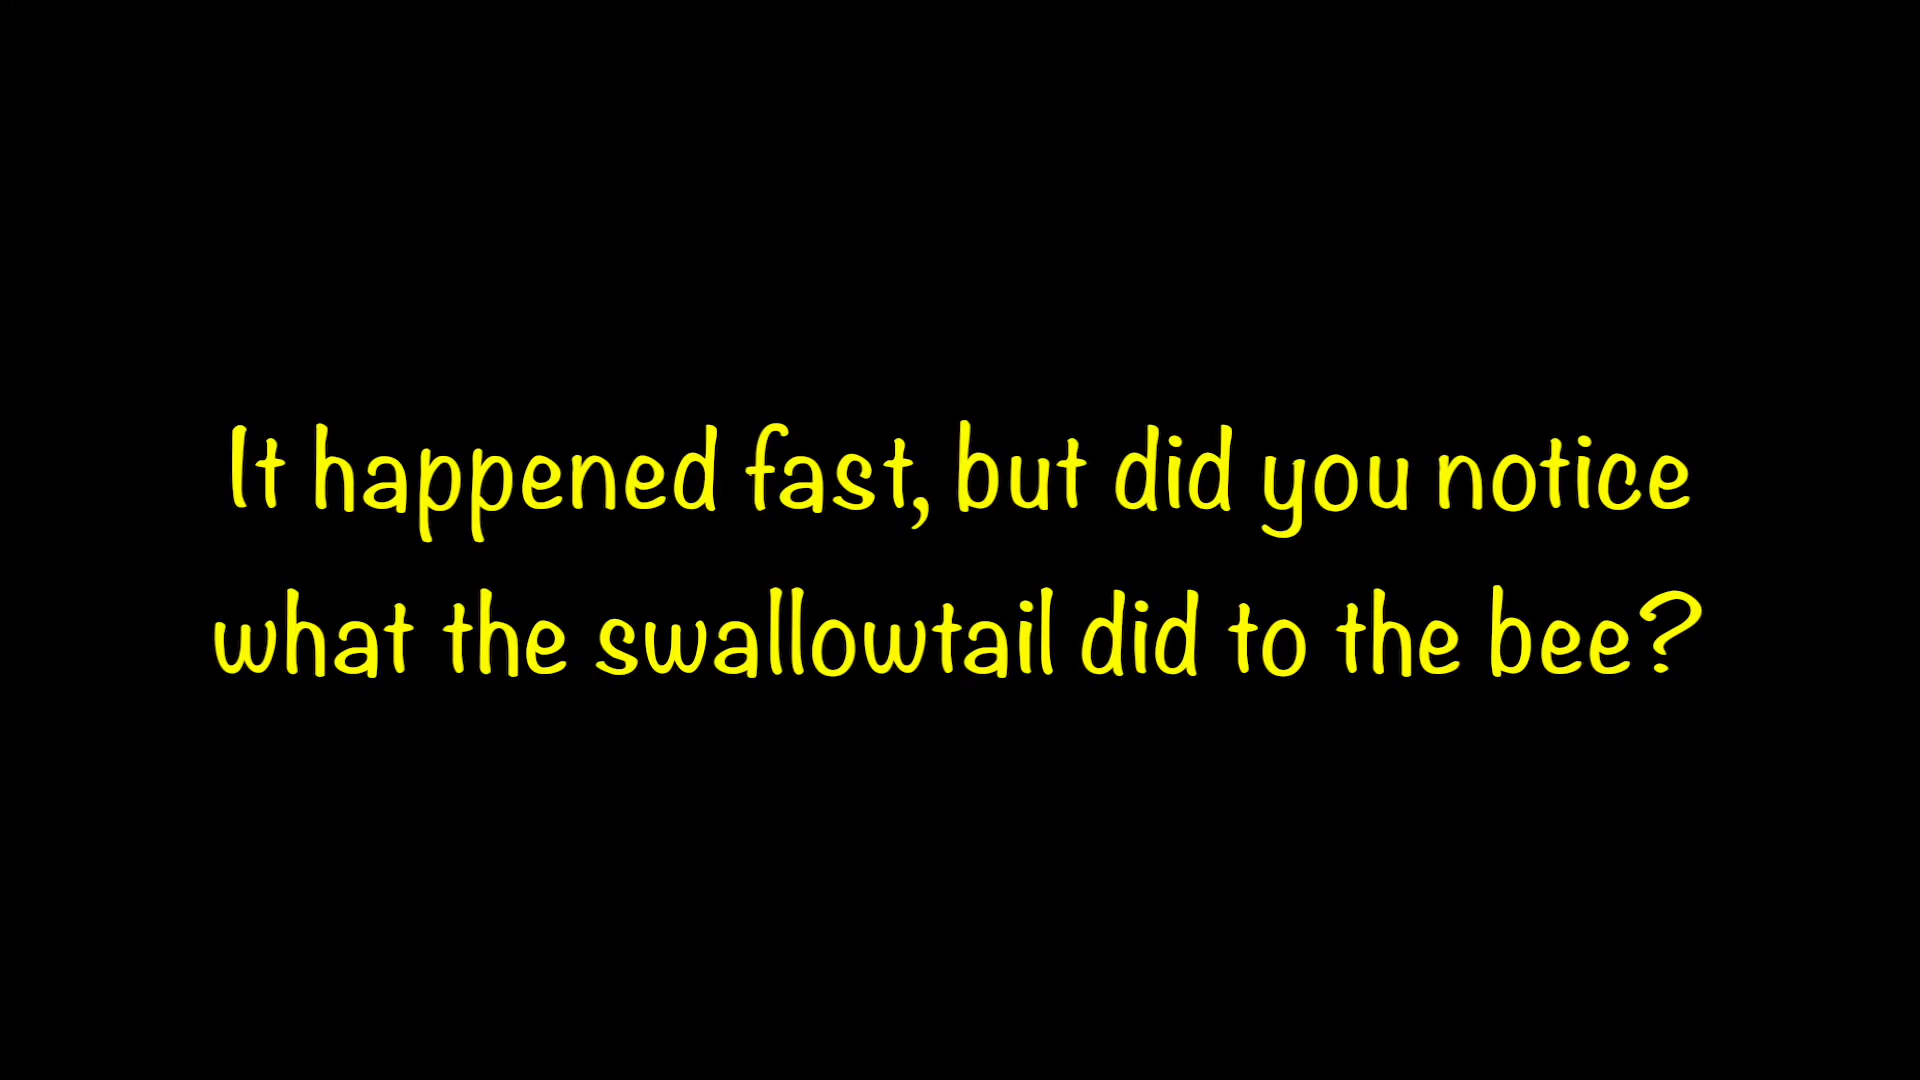 It happened fast, but did you notice
what the swallowtail did to the bee?